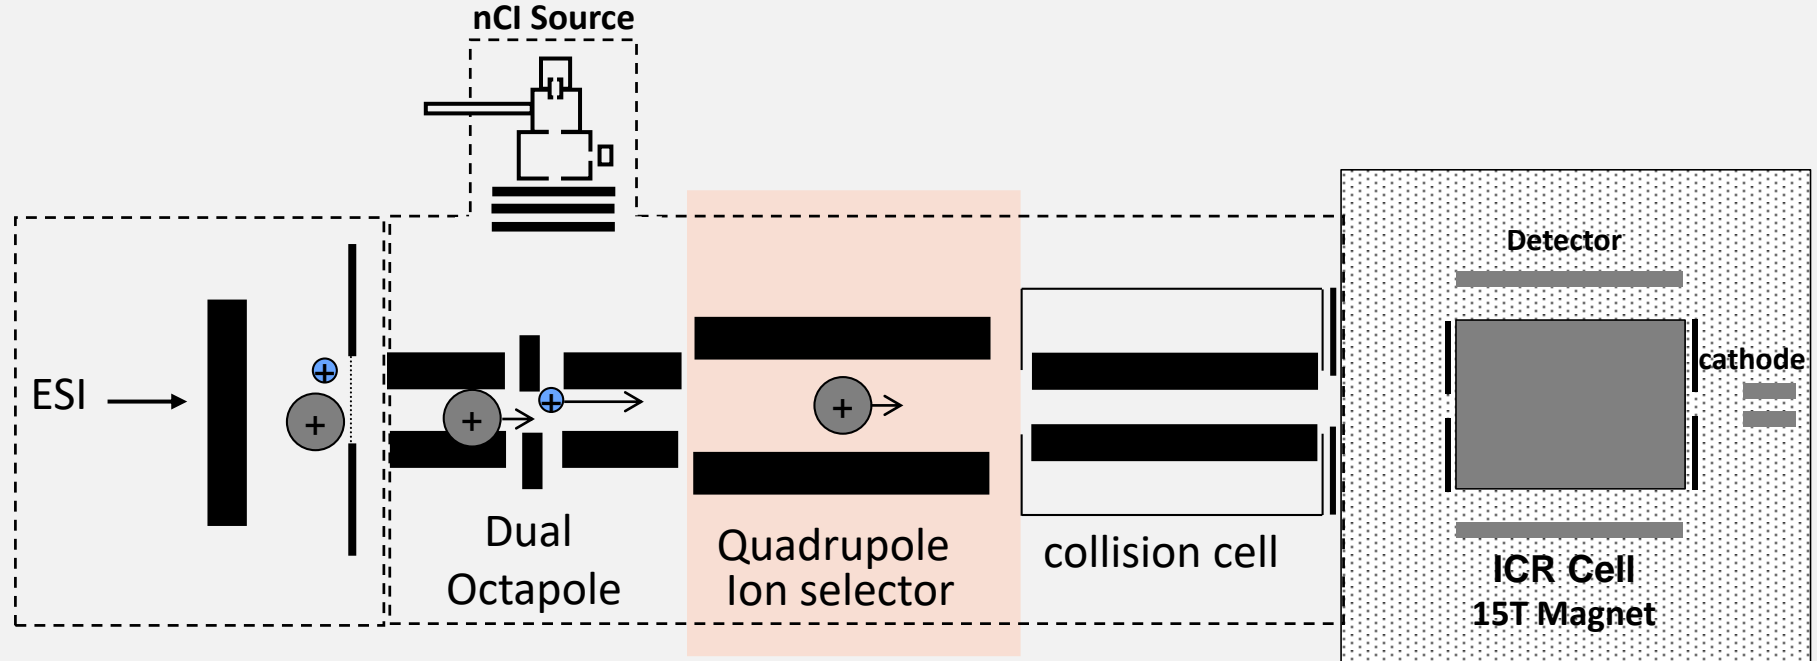 nCI Source
ESI
+
+
+
+
+
Dual
Octapole
Quadrupole
Ion selector
collision cell
Detector
cathode
ICR Cell
15T Magnet